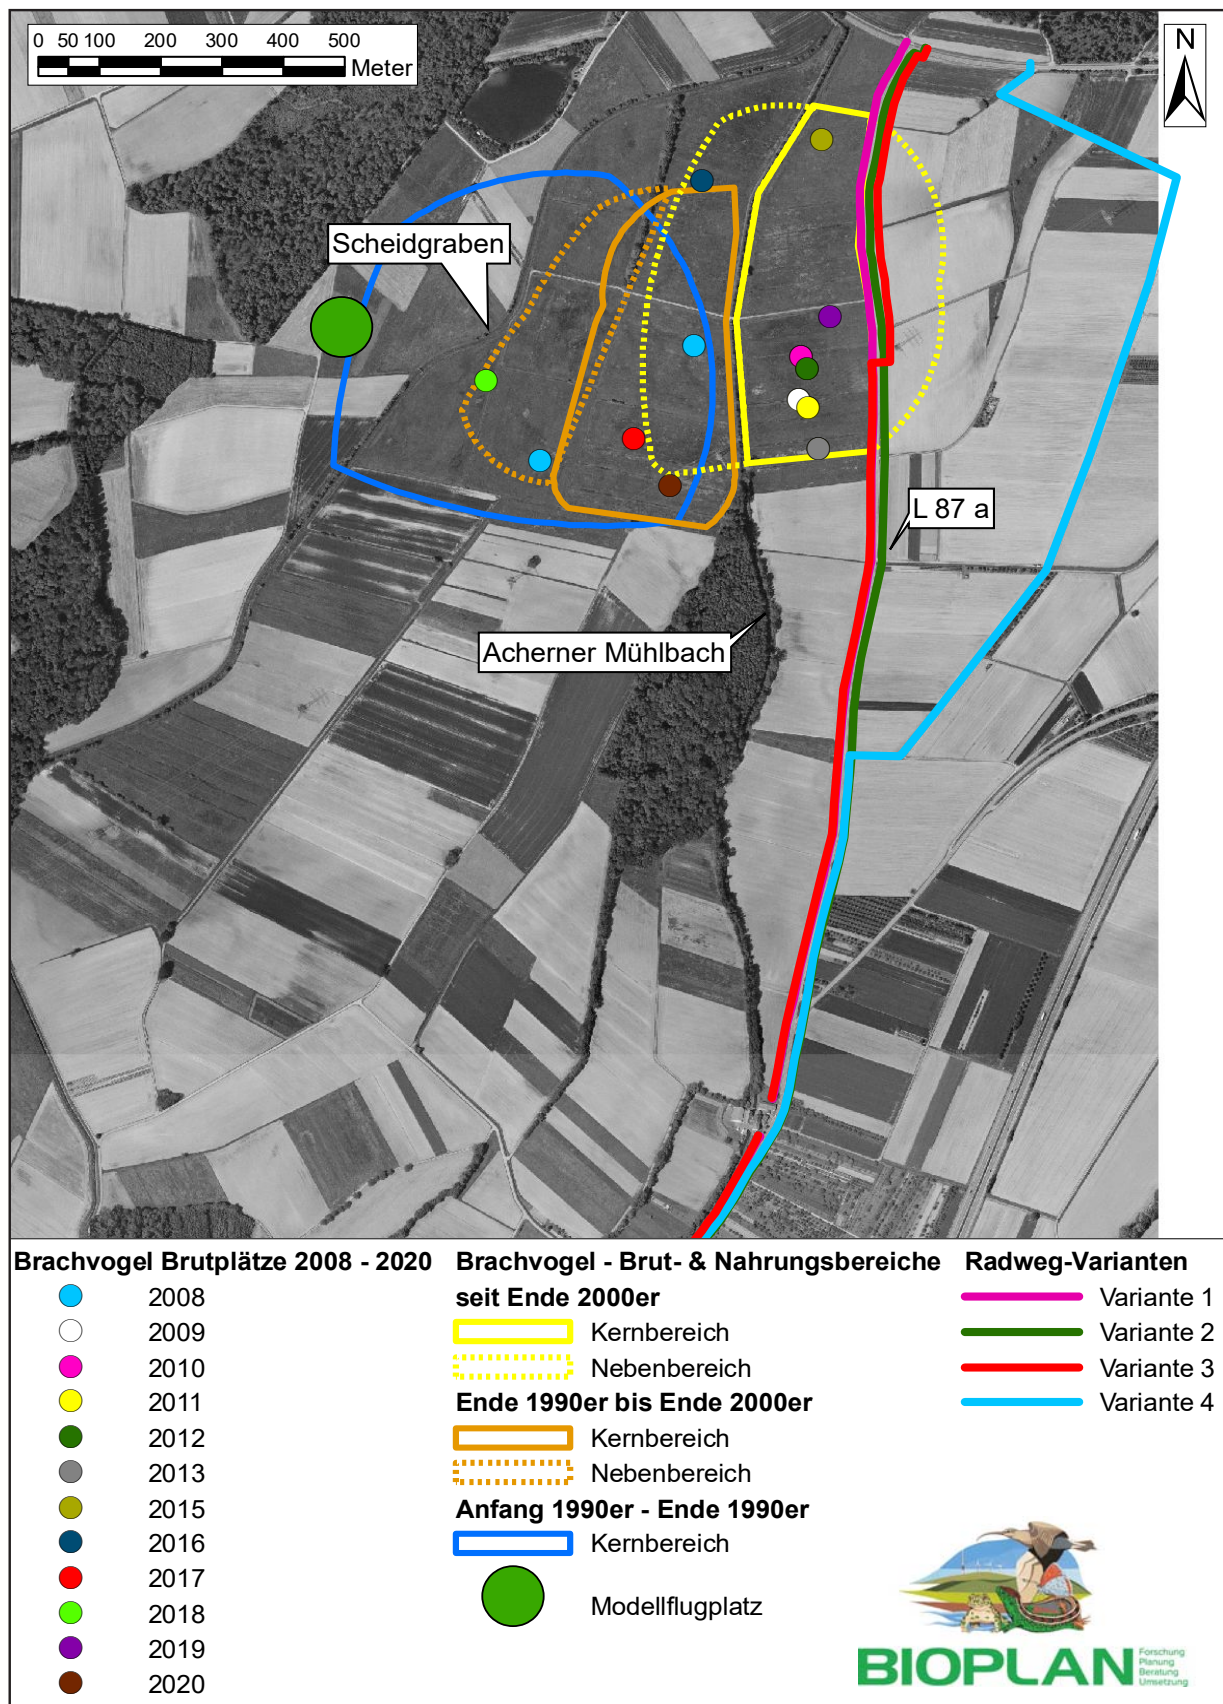 0 50 100 200 300 400 500
Meter
N
Scheidgraben
L 87 a
Acherner Mühlbach
Brachvogel Brutplätze 2008 - 2020
2008
2009
2010
2011
2012
2013
2015
2016
2017
2018
2019
2020
Brachvogel - Brut- & Nahrungsbereiche
seit Ende 2000er
Kernbereich
Nebenbereich
Ende 1990er bis Ende 2000er
Kernbereich
Nebenbereich
Anfang 1990er - Ende 1990er
Kernbereich
Modellflugplatz
Radweg-Varianten
Variante 1
Variante 2
Variante 3
Variante 4
BIOPLAN
Forschung
Planung
Beratung
Umsetzung